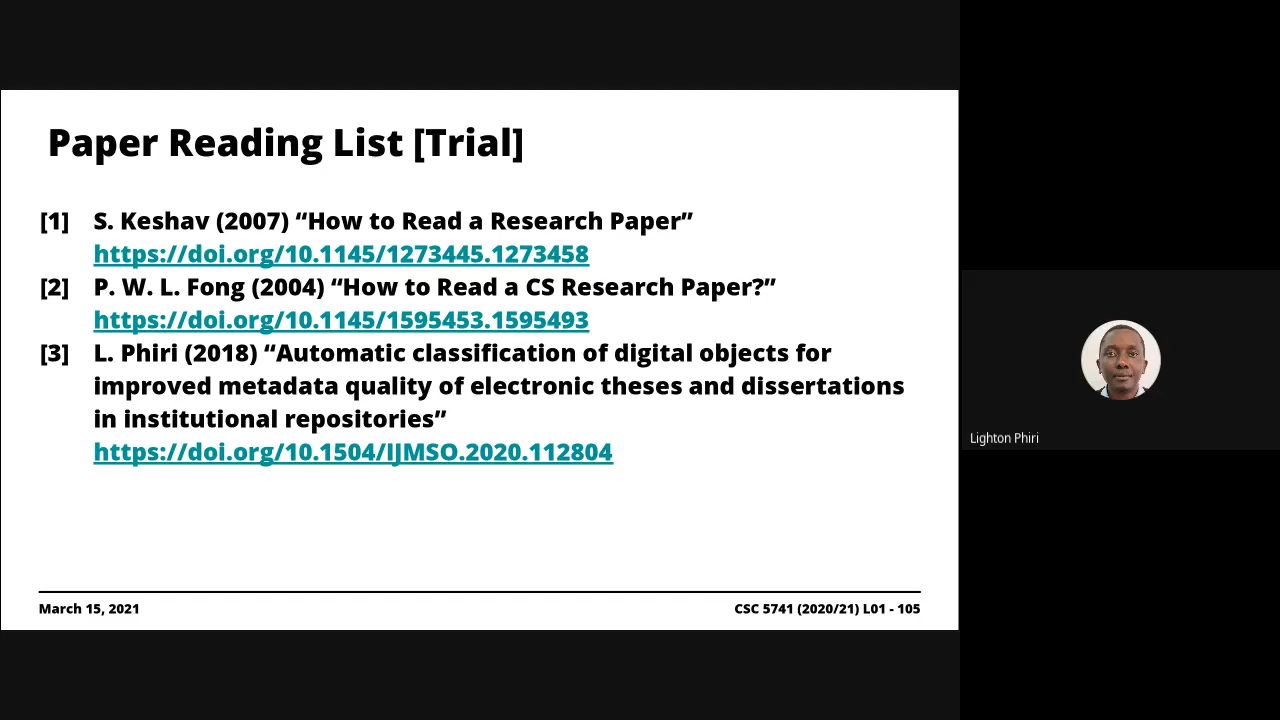 Paper Reading List [Trial]
[1] S. Keshav (2007) “How to Read a Research Paper”
https://doi.org/10.1145/1273445.1273458
[2] P. W. L. Fong (2004) “How to Read a CS Research Paper?”
https://doi.org/10.1145/1595453.1595493
[3] L. Phiri (2018) “Automatic classification of digital objects for
improved metadata quality of electronic theses and dissertations
in institutional repositories”
https://doi.org/10.1504/IJMSO.2020.112804
March 15, 2021
CSC 5741 (2020/21) L01 - 105
Lighton Phiri